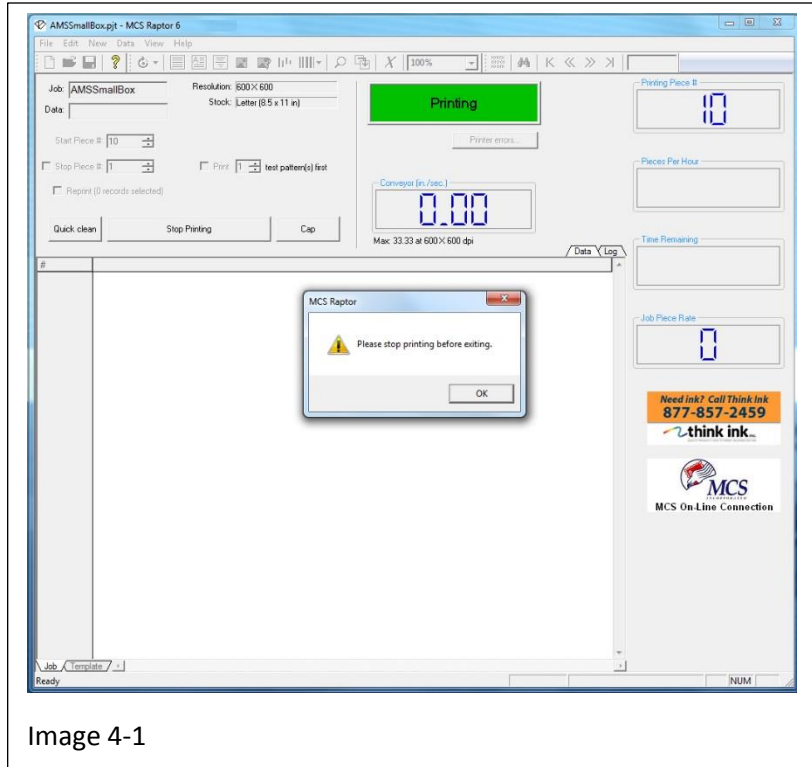 AMSSmallBox.pjt - MCS Raptor 6
File Edit New Data View Help
100%
Job: AMSSmallBox
Resolution: 600 X 600
Data:
Stock: Letter (8.5 x 11 in)
Start Piece #: 10
Stop Piece #: 1
Print 1 test pattern(s) first
Reprint (0 records selected)
Quick clean
Stop Printing
Cap
Printing
Printer errors...
Conveyor (in./sec.)
0.00
Max: 33.33 at 600 X 600 dpi
Data Log
Printing Piece #
10
Pieces Per Hour
Time Remaining
Job Piece Rate
0
#
MCS Raptor
Please stop printing before exiting.
OK
Need ink? Call Think Ink
877-857-2459
think ink
MCS
INCORPORATED
MCS On-Line Connection
Job Template
Ready
NUM
Image 4-1